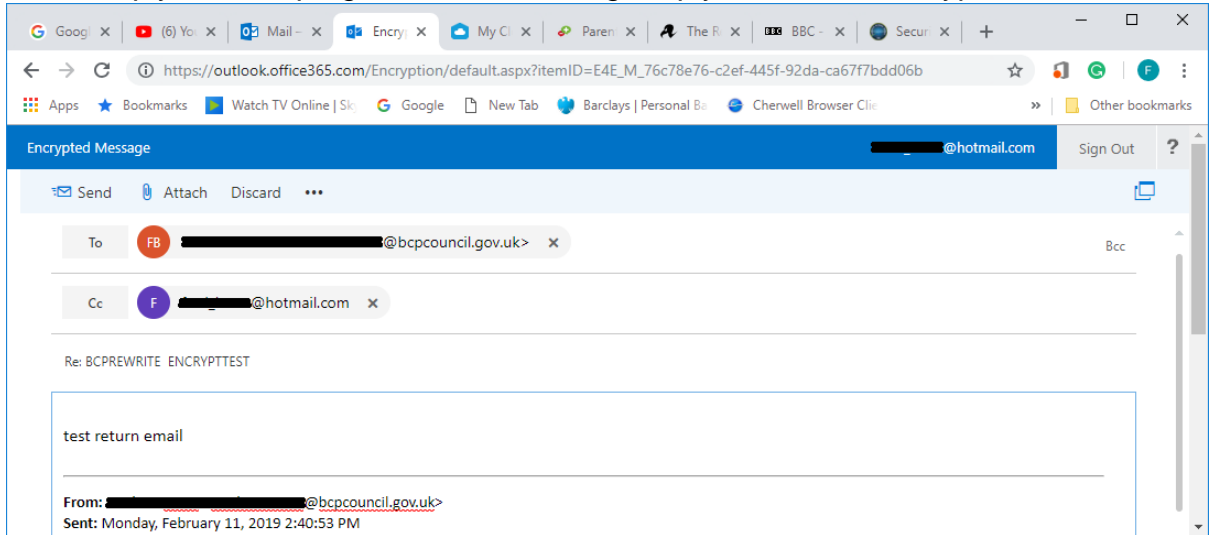 Googl (6) Yo Mail - Encryp My Cl Paren The R BBC - Secur
https://outlook.office365.com/Encryption/default.aspx?itemID=E4E_M_76c78e76-c2ef-445f-92da-ca67f7bdd06b
Apps Bookmarks Watch TV Online | Sk Google New Tab Barclays | Personal Ba Cherwell Browser Clie » Other bookmarks
Encrypted Message @hotmail.com Sign Out ?
Send Attach Discard •••
To FB @bcpcouncil.gov.uk> Bcc
Cc F @hotmail.com
Re: BCPREWRITE ENCRYPTTEST
test return email
From: @bcpcouncil.gov.uk>
Sent: Monday, February 11, 2019 2:40:53 PM